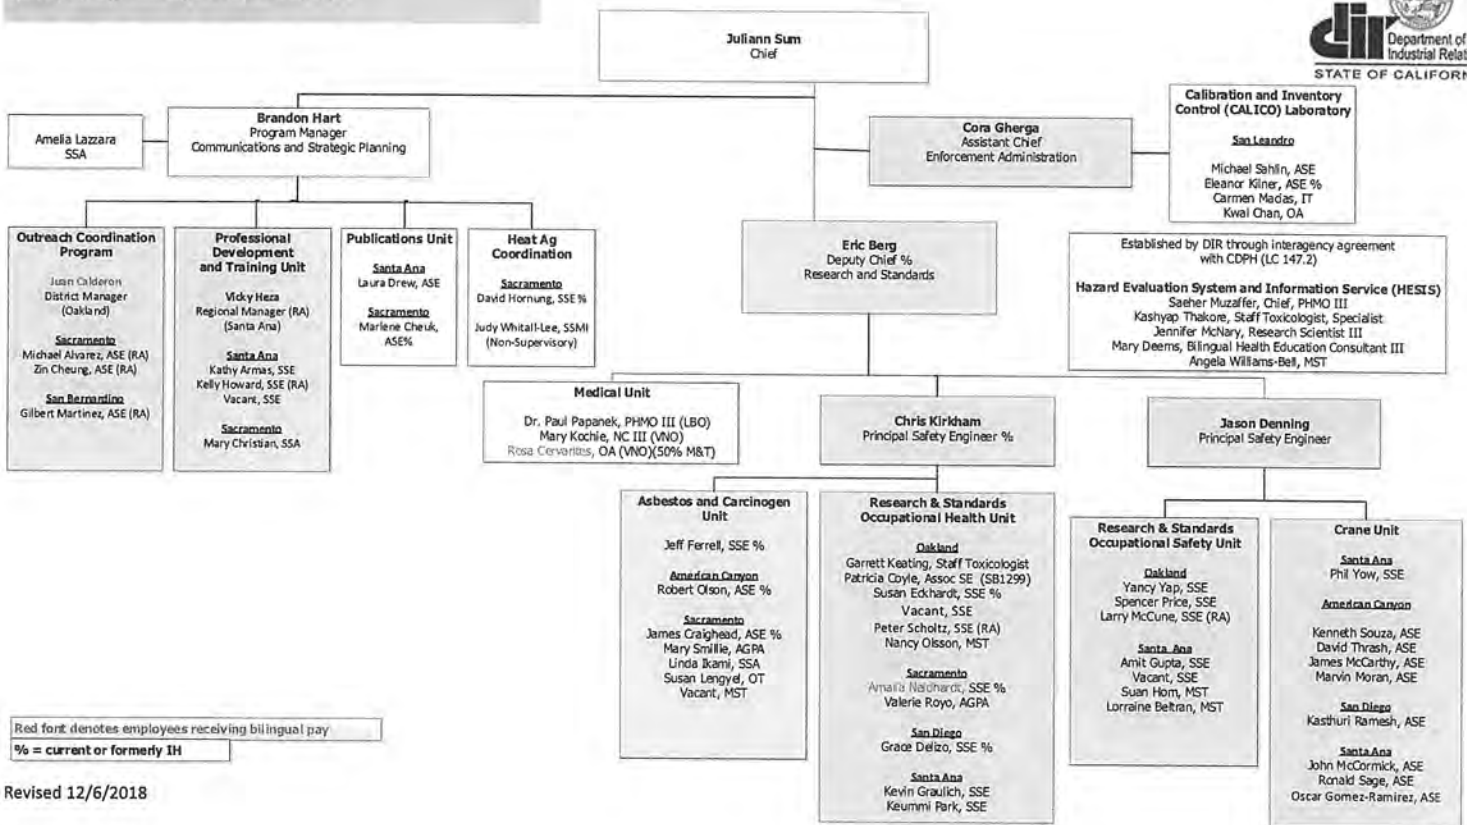 Juliann Sum
Chief
Department of
Industrial Relat
STATE OF CALIFORN
Amelia Lazzara
SSA
Brandon Hart
Program Manager
Communications and Strategic Planning
Cora Gherga
Assistant Chief
Enforcement Administration
Calibration and Inventory
Control (CALICO) Laboratory
San Leandro
Michael Sahlin, ASE
Eleanor Kilner, ASE %
Carmen Madas, IT
Kwai Chan, OA
Outreach Coordination
Program
Juan Calderon
District Manager
(Oakland)
Sacramento
Michael Alvarez, ASE (RA)
Zin Cheung, ASE (RA)
San Bernardino
Gilbert Martinez, ASE (RA)
Professional
Development
and Training Unit
Vicky Heza
Regional Manager (RA)
(Santa Ana)
Santa Ana
Kathy Armas, SSE
Kelly Howard, SSE (RA)
Vacant, SSE
Sacramento
Mary Christian, SSA
Publications Unit
Santa Ana
Laura Drew, ASE
Sacramento
Marlene Cheuk,
ASE%
Heat Ag
Coordination
Sacramento
David Hornung, SSE %
Judy Whitall-Lee, SSMI
(Non-Supervisory)
Eric Berg
Deputy Chief %
Research and Standards
Established by DIR through interagency agreement
with CDPH (LC 147.2)
Hazard Evaluation System and Information Service (HESIS)
Saeher Muzaffer, Chief, PHMO III
Kashyap Thakore, Staff Toxicologist, Specialist
Jennifer McNary, Research Scientist III
Mary Deems, Bilingual Health Education Consultant III
Angela Williams-Bell, MST
Medical Unit
Dr. Paul Papanek, PHMO III (LBO)
Mary Kochie, NC III (VNO)
Rosa Cervantes, OA (VNO)(50% M&T)
Chris Kirkham
Principal Safety Engineer %
Jason Denning
Principal Safety Engineer
Asbestos and Carcinogen
Unit
Jeff Ferrell, SSE %
American Canyon
Robert Olson, ASE %
Sacramento
James Craighead, ASE %
Mary Smillie, AGPA
Linda Ikami, SSA
Susan Lengyel, OT
Vacant, MST
Research & Standards
Occupational Health Unit
Oakland
Garrett Keating, Staff Toxicologist
Patricia Coyle, Assoc SE (SB1299)
Susan Eckhardt, SSE %
Vacant, SSE
Peter Scholtz, SSE (RA)
Nancy Olsson, MST
Sacramento
Amalia Neidhardt, SSE %
Valerie Royo, AGPA
San Diego
Grace Delizo, SSE %
Santa Ana
Kevin Graulich, SSE
Keummi Park, SSE
Research & Standards
Occupational Safety Unit
Oakland
Yancy Yap, SSE
Spencer Price, SSE
Larry McCune, SSE (RA)
Santa Ana
Amit Gupta, SSE
Vacant, SSE
Suan Hom, MST
Lorraine Beltran, MST
Crane Unit
Santa Ana
Phil Yow, SSE
American Canyon
Kenneth Souza, ASE
David Thrash, ASE
James McCarthy, ASE
Marvin Moran, ASE
San Diego
Kasthuri Ramesh, ASE
Santa Ana
John McCormick, ASE
Ronald Sage, ASE
Oscar Gomez-Ramirez, ASE
Red font denotes employees receiving bilingual pay
% = current or formerly IH
Revised 12/6/2018